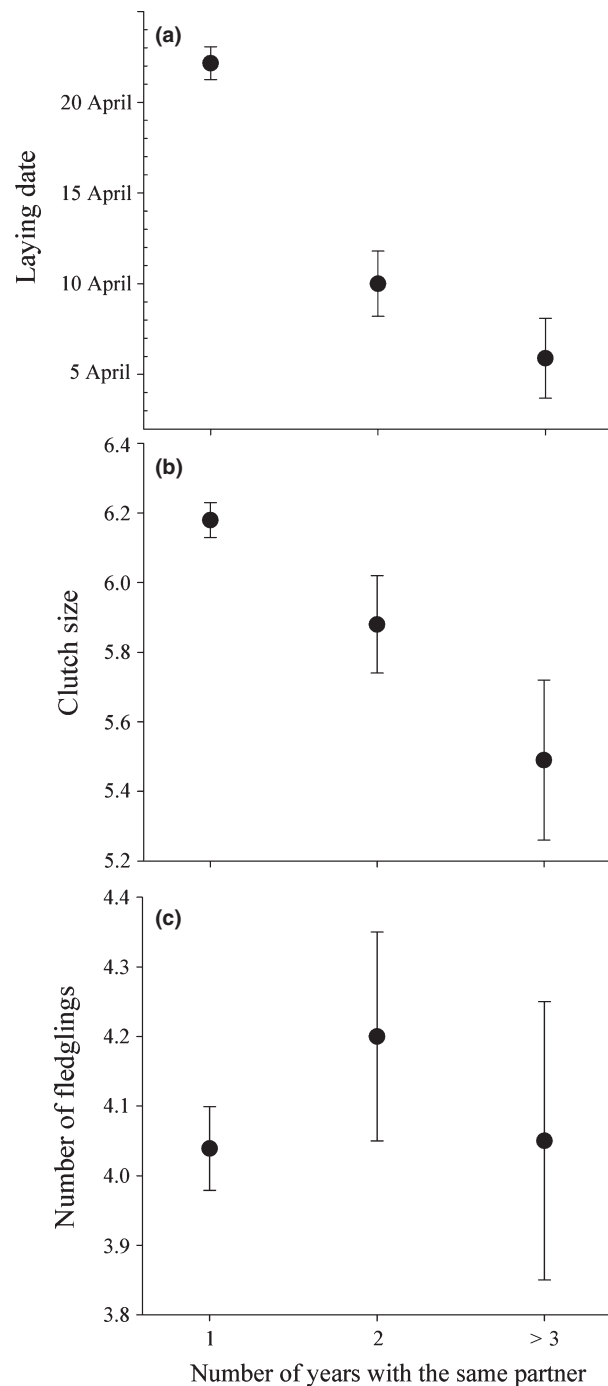 (a)
Laying date
20 April
15 April
10 April
5 April
(b)
Clutch size
6.4
6.2
6.0
5.8
5.6
5.4
5.2
(c)
Number of fledglings
4.4
4.3
4.2
4.1
4.0
3.9
3.8
1 2 > 3
Number of years with the same partner